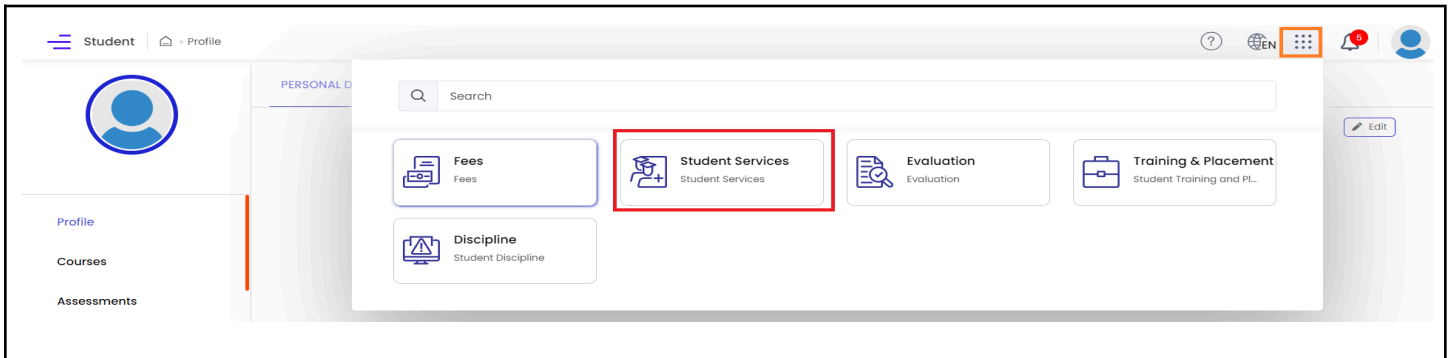 Student
Profile
EN
5
PERSONAL D
Search
Edit
Fees
Fees
Student Services
Student Services
Evaluation
Evaluation
Training & Placement
Student Training and Pl...
Discipline
Student Discipline
Profile
Courses
Assessments